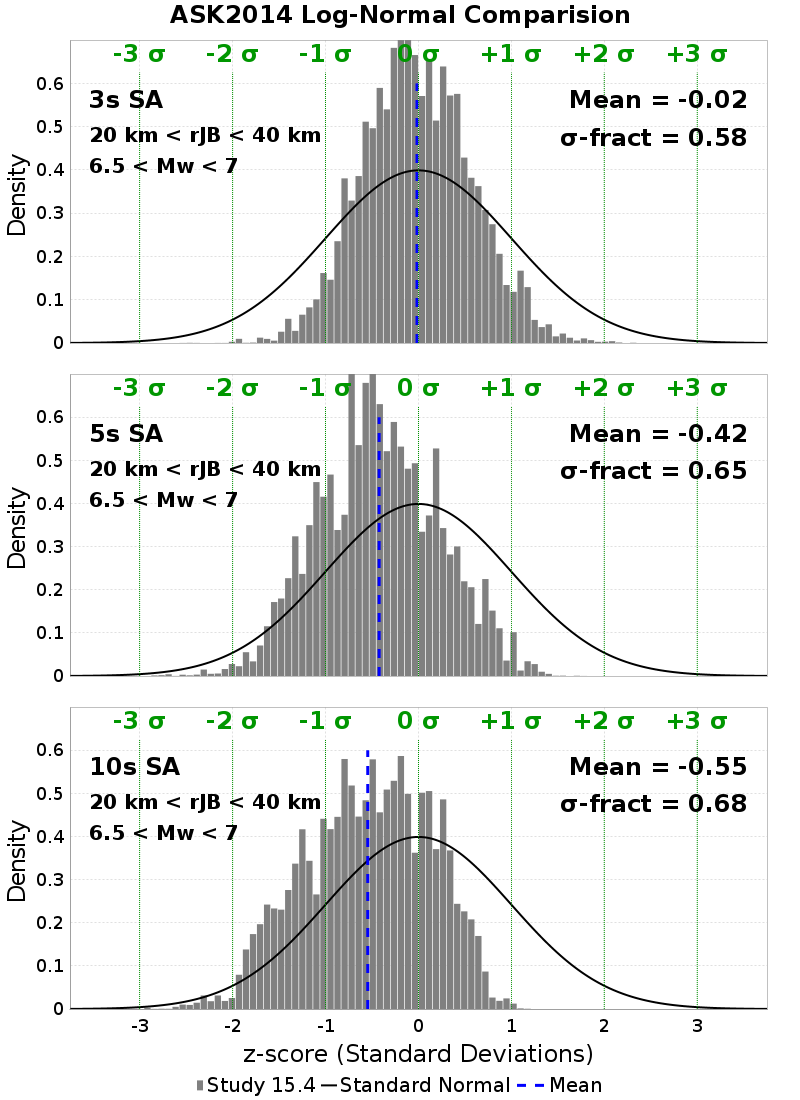 ASK2014 Log-Normal Comparision
-3 σ -2 σ -1 σ 0 σ +1 σ +2 σ +3 σ
3s SA
Mean = -0.02
20 km < rJB < 40 km
σ-fract = 0.58
6.5 < Mw < 7
Density
0.6
0.5
0.4
0.3
0.2
0.1
0
-3 σ -2 σ -1 σ 0 σ +1 σ +2 σ +3 σ
5s SA
Mean = -0.42
20 km < rJB < 40 km
σ-fract = 0.65
6.5 < Mw < 7
Density
0.6
0.5
0.4
0.3
0.2
0.1
0
-3 σ -2 σ -1 σ 0 σ +1 σ +2 σ +3 σ
10s SA
Mean = -0.55
20 km < rJB < 40 km
σ-fract = 0.68
6.5 < Mw < 7
Density
0.6
0.5
0.4
0.3
0.2
0.1
0
-3 -2 -1 0 1 2 3
z-score (Standard Deviations)
Study 15.4 Standard Normal Mean